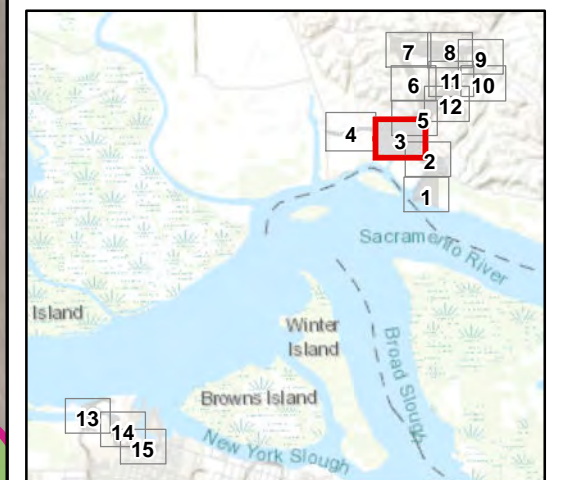 7 8 9
6 11 10
12
5
4 3
2
1
Sacramento River
Island
Winter
Island
Broad Slough
Browns Island
13
14
15
New York Slough